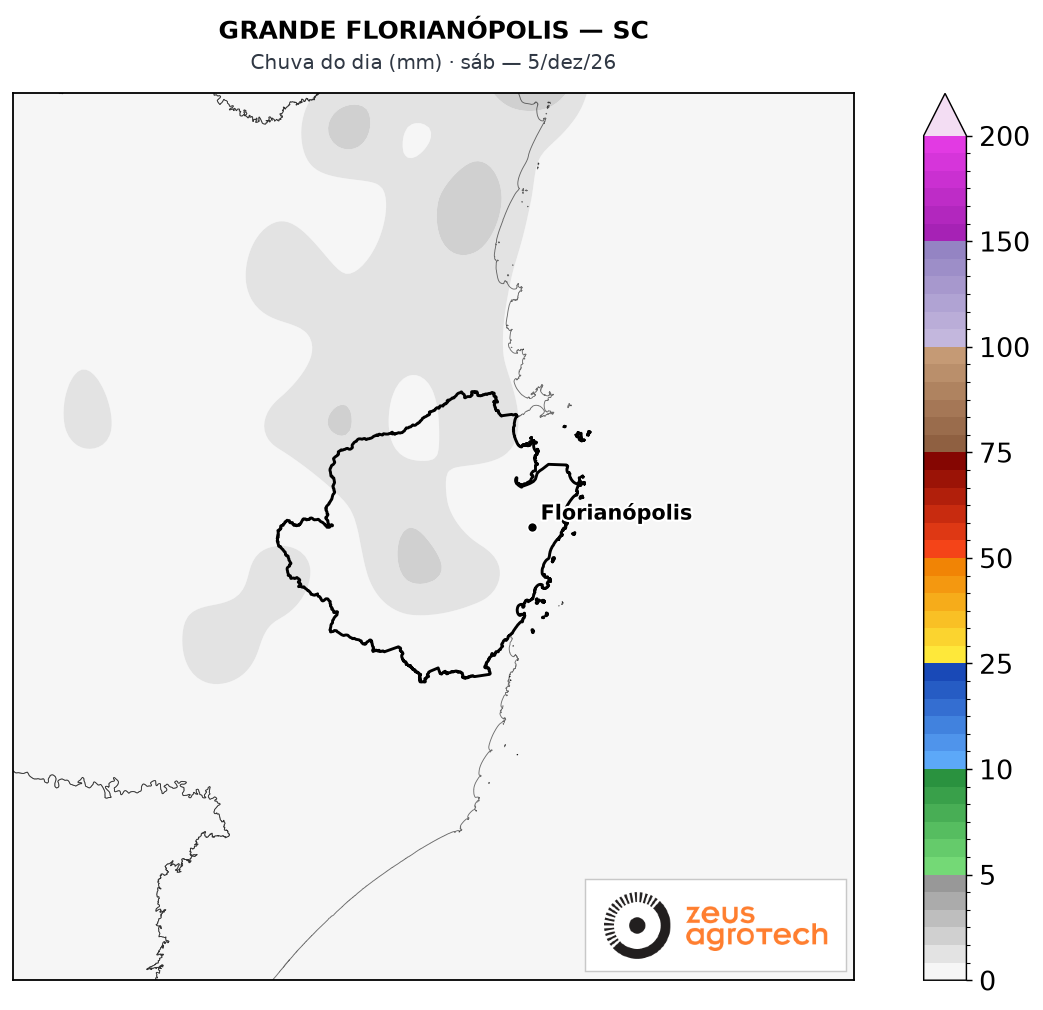 GRANDE FLORIANÓPOLIS — SC
Chuva do dia (mm) · sáb — 5/dez/26
200
150
100
75
50
25
10
5
0
Florianópolis
zeus
agrotech